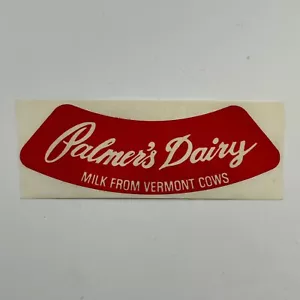 Palmer's Dairy
MILK FROM VERMONT COWS